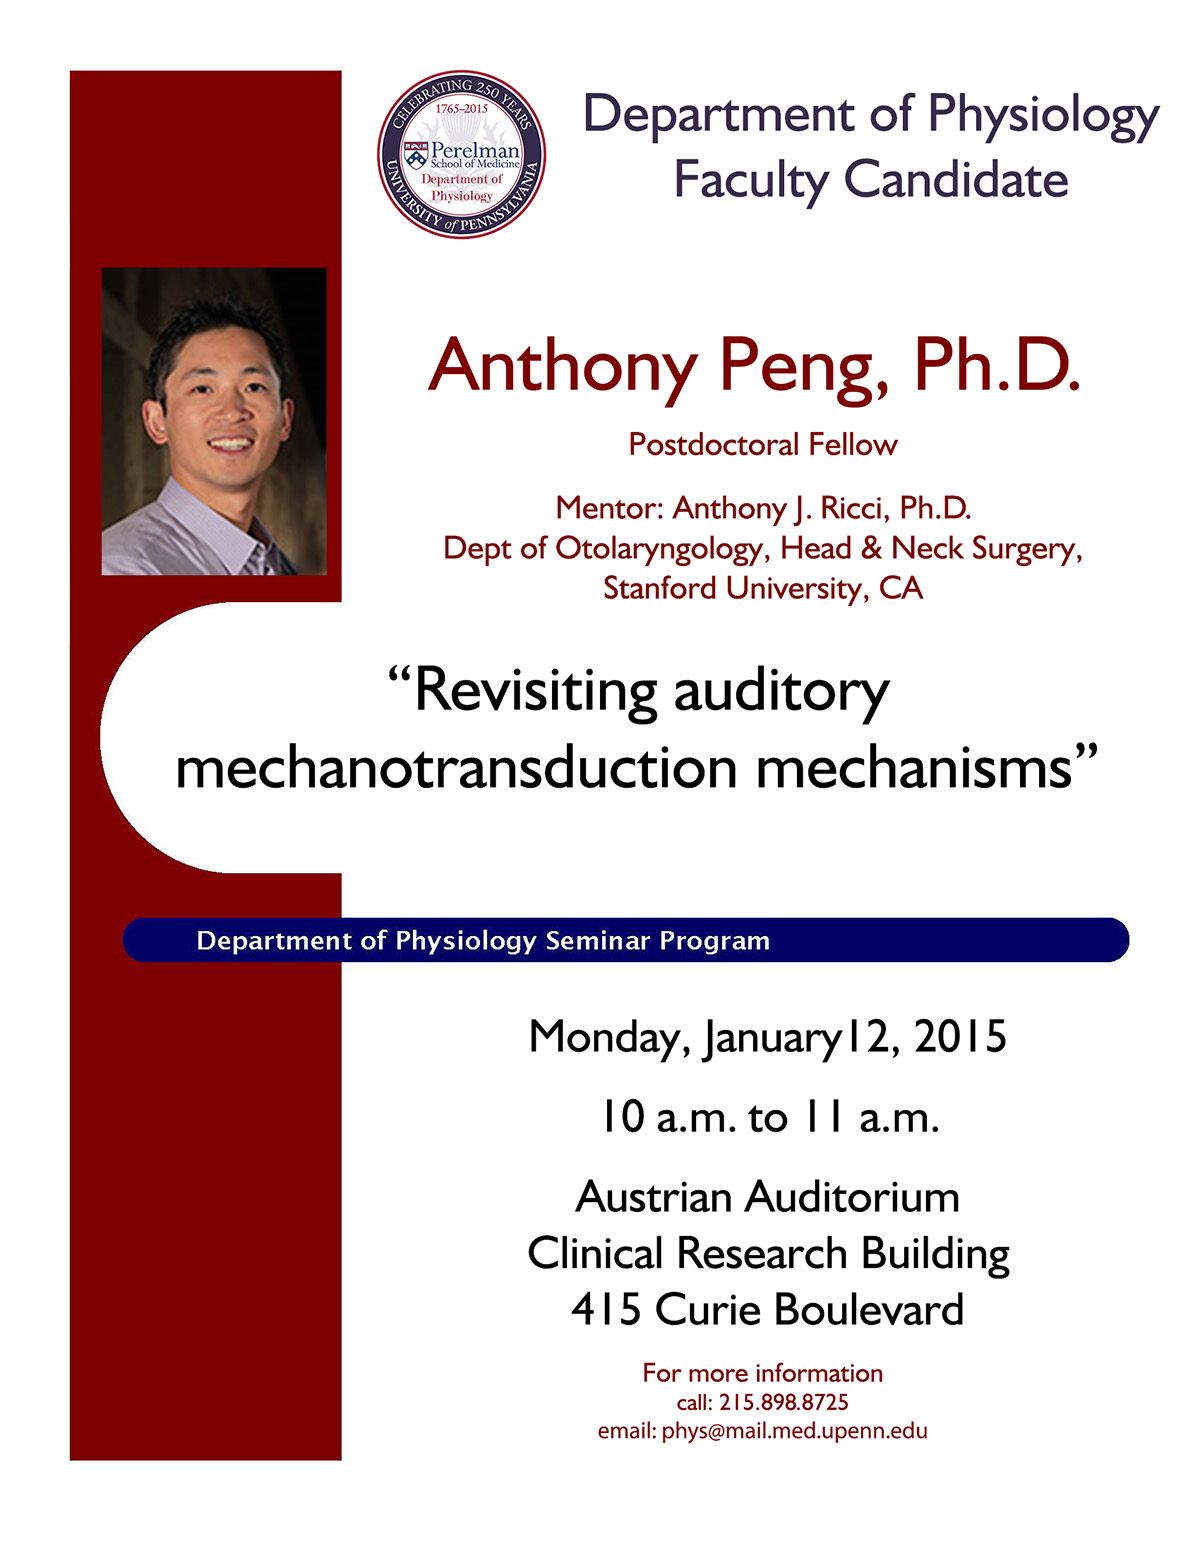 CELEBRATING 250 YEARS
1765–2015
Perelman
School of Medicine
Department of
Physiology
UNIVERSITY of PENNSYLVANIA
Department of Physiology
Faculty Candidate
Anthony Peng, Ph.D.
Postdoctoral Fellow
Mentor: Anthony J. Ricci, Ph.D.
Dept of Otolaryngology, Head & Neck Surgery,
Stanford University, CA
“Revisiting auditory
mechanotransduction mechanisms”
Department of Physiology Seminar Program
Monday, January12, 2015
10 a.m. to 11 a.m.
Austrian Auditorium
Clinical Research Building
415 Curie Boulevard
For more information
call: 215.898.8725
email: phys@mail.med.upenn.edu